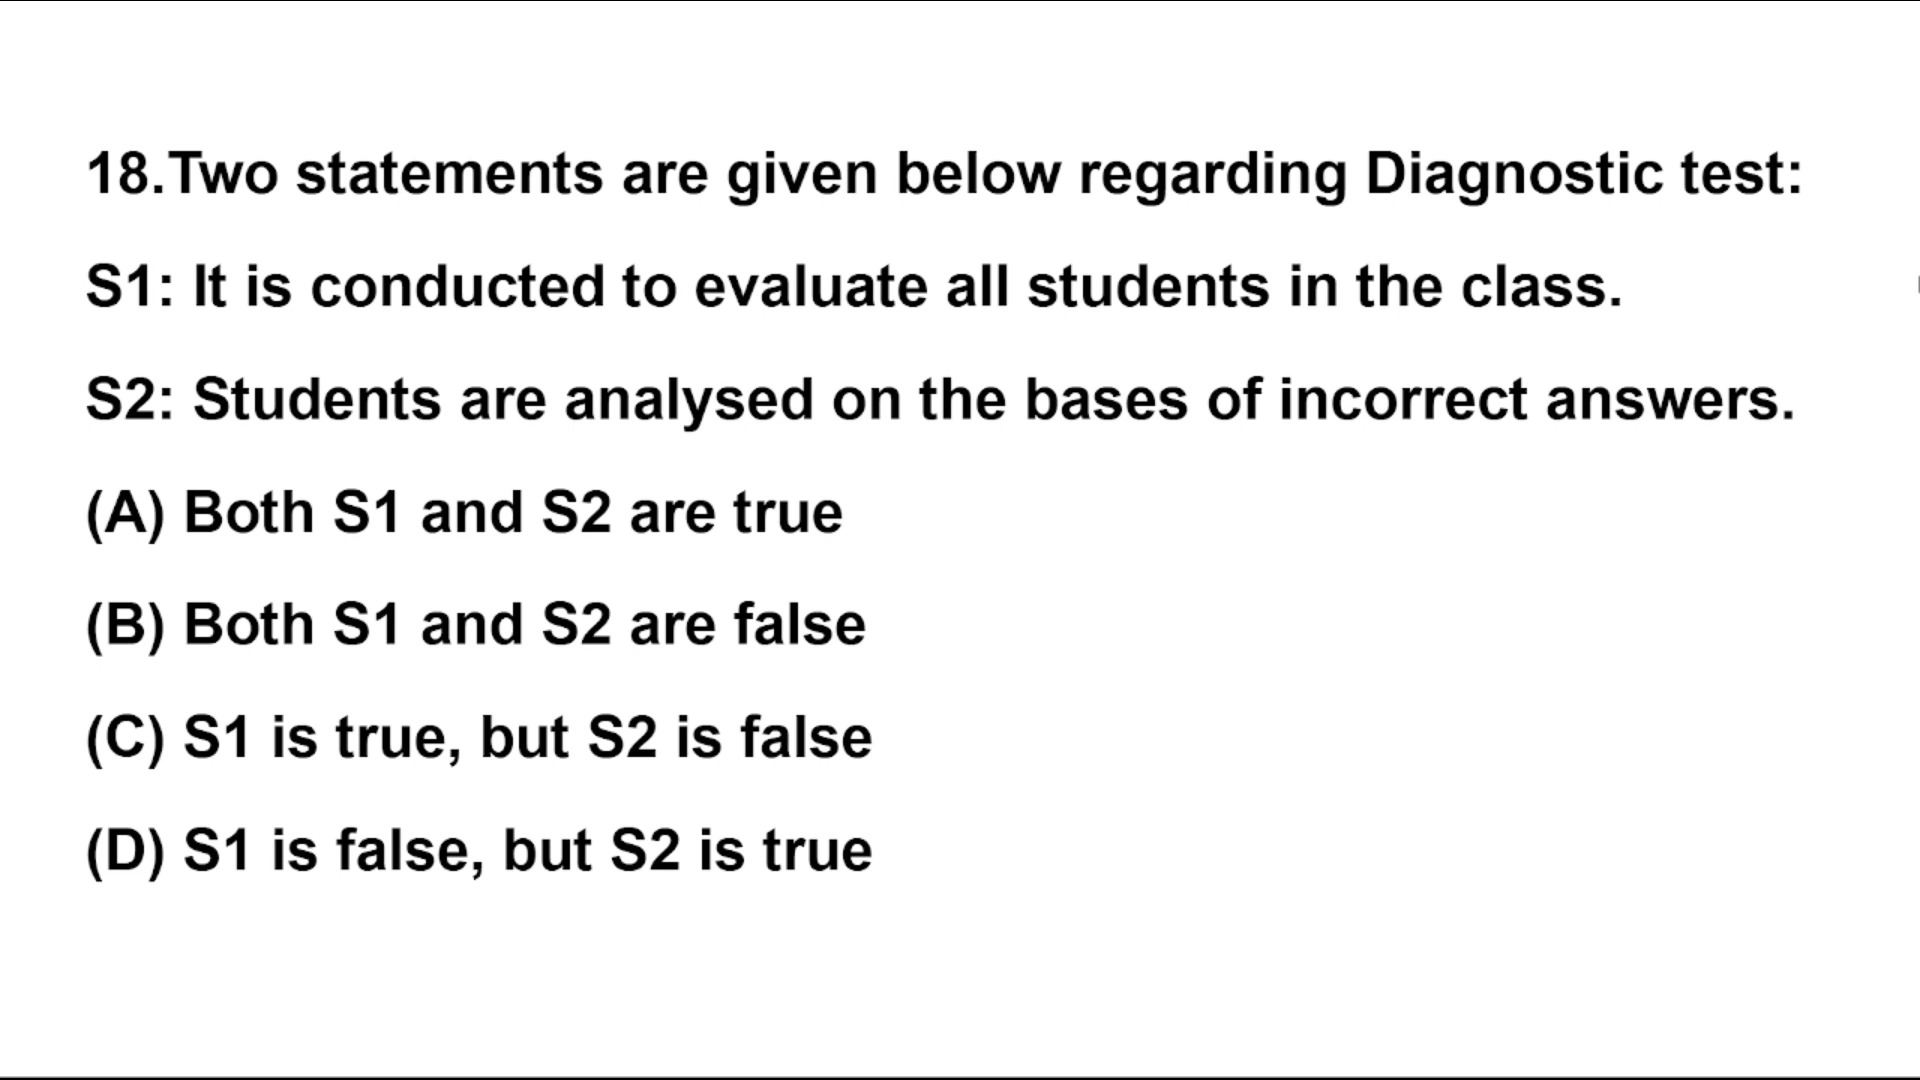 18.Two statements are given below regarding Diagnostic test:
S1: It is conducted to evaluate all students in the class.
S2: Students are analysed on the bases of incorrect answers.
(A) Both S1 and S2 are true
(B) Both S1 and S2 are false
(C) S1 is true, but S2 is false
(D) S1 is false, but S2 is true